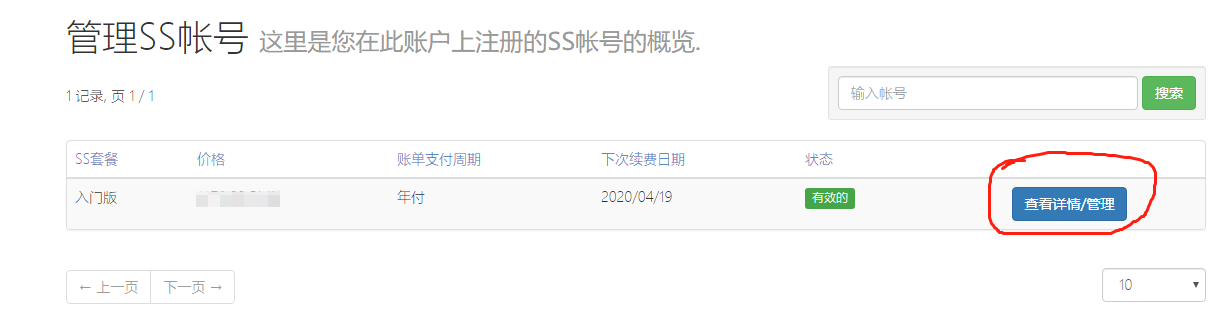 管理SS帐号 这里是您在此账户上注册的SS帐号的概览.
1 记录, 页 1 / 1
输入帐号 搜索
SS套餐 价格 账单支付周期 下次续费日期 状态
入门版 年付 2020/04/19 有效的 查看详情/管理
← 上一页 下一页 → 10